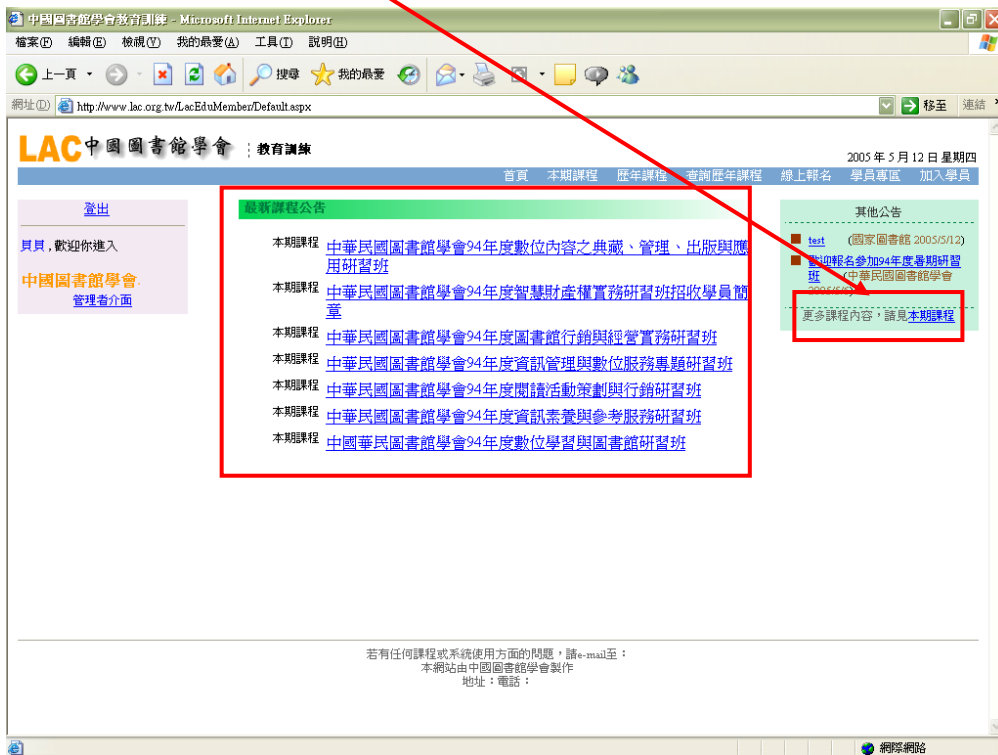 中國圖書館學會教育訓練 - Microsoft Internet Explorer
檔案(F) 編輯(E) 檢視(V) 我的最愛(A) 工具(T) 說明(H)
上一頁 搜尋 我的最愛
網址(D) http://www.lac.org.tw/LacEduMember/Default.aspx 移至 連結
LAC中國圖書館學會 教育訓練
2005 年 5 月 12 日 星期四
首頁 本期課程 歷年課程 查詢歷年課程 線上報名 學員專區 加入學員
登出
貝貝 , 歡迎你進入
中國圖書館學會
管理者介面
最新課程公告
本期課程 中華民國圖書館學會94年度數位內容之典藏、管理、出版與應
用研習班
本期課程 中華民國圖書館學會94年度智慧財產權實務研習班招收學員簡
章
本期課程 中華民國圖書館學會94年度圖書館行銷與經營實務研習班
本期課程 中華民國圖書館學會94年度資訊管理與數位服務專題研習班
本期課程 中華民國圖書館學會94年度閱讀活動策劃與行銷研習班
本期課程 中華民國圖書館學會94年度資訊素養與參考服務研習班
本期課程 中國華民圖書館學會94年度數位學習與圖書館研習班
其他公告
test (國家圖書館 2005/5/12)
歡迎報名參加94年度暑期研習
班 (中華民國圖書館學會
更多課程內容，請見本期課程
若有任何課程或系統使用方面的問題，請e-mail至：
本網站由中國圖書館學會製作
地址：電話：
網際網路